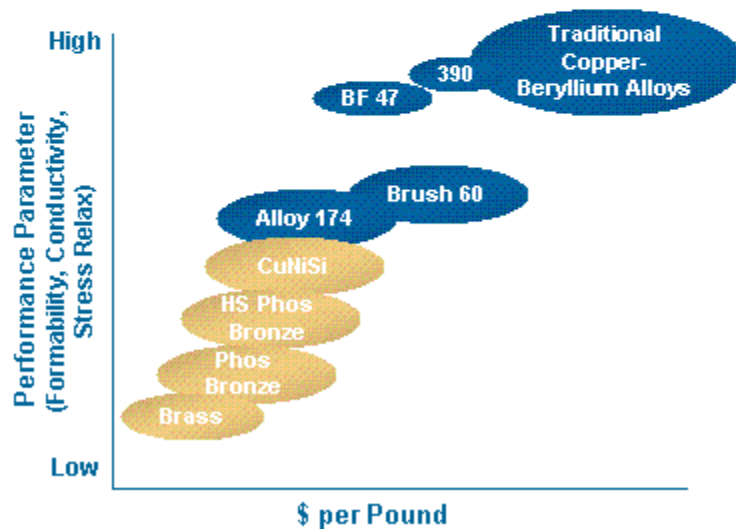 High
Traditional
Copper-
Beryllium Alloys
390
BF 47
Brush 60
Alloy 174
CuNiSi
HS Phos
Bronze
Phos
Bronze
Brass
Low
Performance Parameter
(Formability, Conductivity,
Stress Relax)
$ per Pound